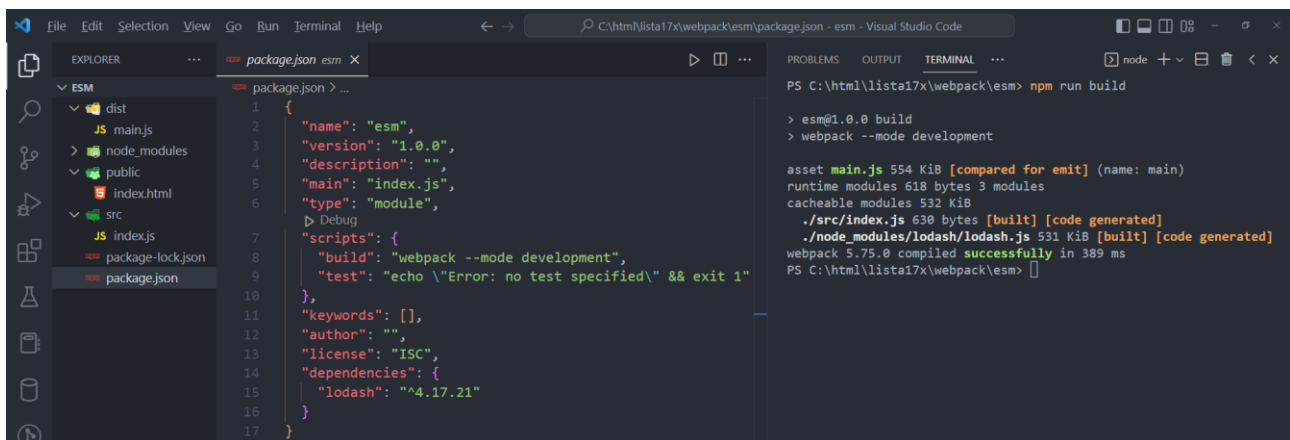 File Edit Selection View Go Run Terminal Help
C:\html\lista17x\webpack\esm\package.json - esm - Visual Studio Code
EXPLORER
ESM
dist
JS main.js
node_modules
public
index.html
src
JS index.js
package-lock.json
package.json
package.json esm
package.json > ...
1 {
2 "name": "esm",
3 "version": "1.0.0",
4 "description": "",
5 "main": "index.js",
6 "type": "module",
Debug
7 "scripts": {
8 "build": "webpack --mode development",
9 "test": "echo \"Error: no test specified\" && exit 1"
10 },
11 "keywords": [],
12 "author": "",
13 "license": "ISC",
14 "dependencies": {
15 "lodash": "^4.17.21"
16 }
17 }
PROBLEMS OUTPUT TERMINAL ... node
PS C:\html\lista17x\webpack\esm> npm run build
> esm@1.0.0 build
> webpack --mode development
asset main.js 554 KiB [compared for emit] (name: main)
runtime modules 618 bytes 3 modules
cacheable modules 532 KiB
./src/index.js 630 bytes [built] [code generated]
./node_modules/lodash/lodash.js 531 KiB [built] [code generated]
webpack 5.75.0 compiled successfully in 389 ms
PS C:\html\lista17x\webpack\esm>